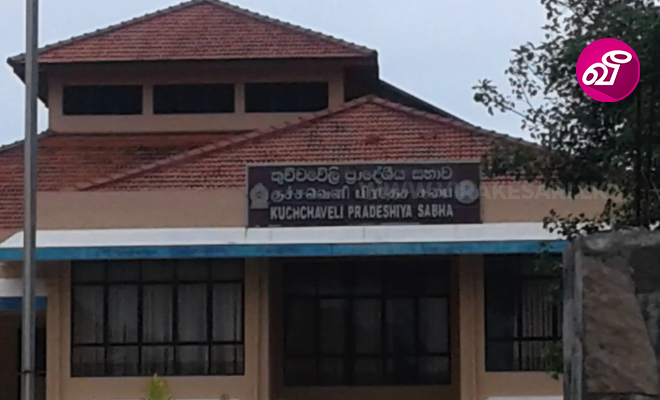 කුච්චවේලි ප්‍රාදේශීය සභාව
குச்சவெளி பிரதேச சபை
KUCHCHAVELI PRADESHIYA SABHA
வீ